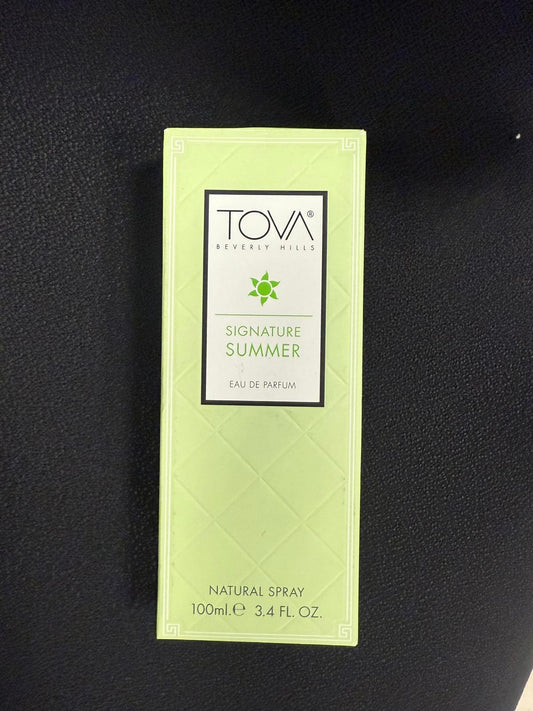 TOVA®
BEVERLY HILLS
SIGNATURE
SUMMER
EAU DE PARFUM
NATURAL SPRAY
100ml.℮ 3.4 FL. OZ.